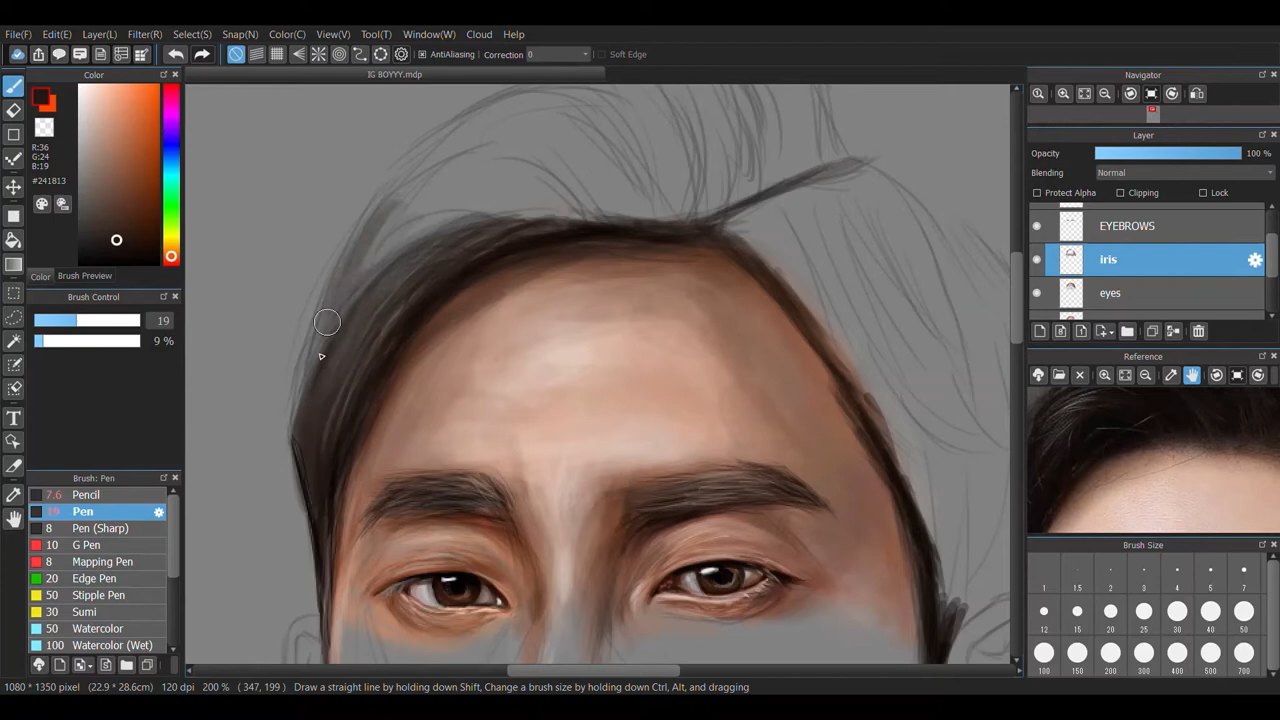 File(F) Edit(E) Layer(L) Filter(R) Select(S) Snap(N) Color(C) View(V) Tool(T) Window(W) Cloud Help
AntiAliasing Correction 0 Soft Edge
Color
IG BOYYY.mdp
Navigator
R:36
G:24
B:19
#241813
Layer
Opacity 100 %
Blending Normal
Protect Alpha Clipping Lock
EYEBROWS
iris
eyes
Color Brush Preview
Brush Control
19
9 %
Reference
Brush: Pen
7.6 Pencil
19 Pen
8 Pen (Sharp)
10 G Pen
8 Mapping Pen
20 Edge Pen
50 Stipple Pen
30 Sumi
50 Watercolor
100 Watercolor (Wet)
Brush Size
1 1.5 2 3 4 5 7
12 15 20 25 30 40 50
100 150 200 300 400 500 700
1080 * 1350 pixel (22.9 * 28.6cm) 120 dpi 200 % ( 347, 199 ) Draw a straight line by holding down Shift, Change a brush size by holding down Ctrl, Alt, and dragging